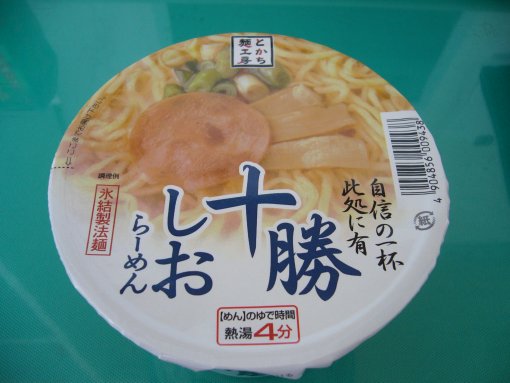 とかち
麺工房
自信の一杯
此処に有
十勝
しお
らーめん
調理例
氷結製法麺
【めん】のゆで時間
熱湯4分
4 904856 009438
紙